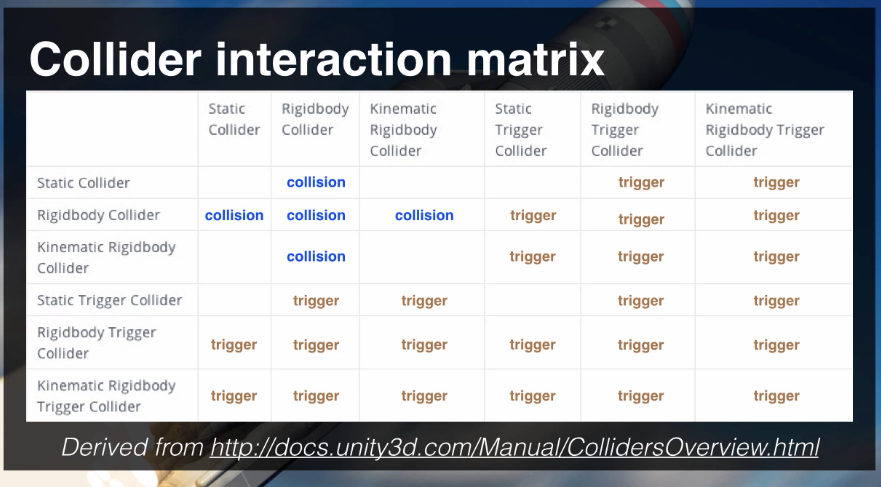 Collider interaction matrix
Static Collider
Rigidbody Collider
Kinematic Rigidbody Collider
Static Trigger Collider
Rigidbody Trigger Collider
Kinematic Rigidbody Trigger Collider
Static Collider collision trigger trigger
Rigidbody Collider collision collision collision trigger trigger trigger
Kinematic Rigidbody Collider collision trigger trigger trigger
Static Trigger Collider trigger trigger trigger trigger
Rigidbody Trigger Collider trigger trigger trigger trigger trigger trigger
Kinematic Rigidbody Trigger Collider trigger trigger trigger trigger trigger trigger
Derived from http://docs.unity3d.com/Manual/CollidersOverview.html